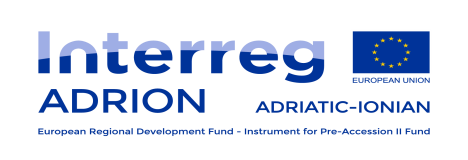 Interreg
EUROPEAN UNION
ADRION ADRIATIC-IONIAN
European Regional Development Fund - Instrument for Pre-Accession II Fund